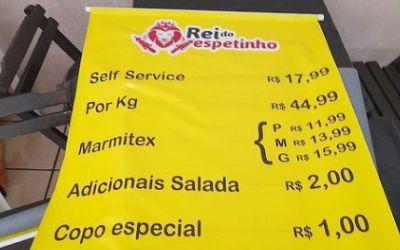 Rei do
espetinho
Self Service R$ 17,99
Por Kg R$ 44,99
Marmitex
P R$ 11,99
M R$ 13,99
G R$ 15,99
Adicionais Salada R$ 2,00
Copo especial R$ 1,00